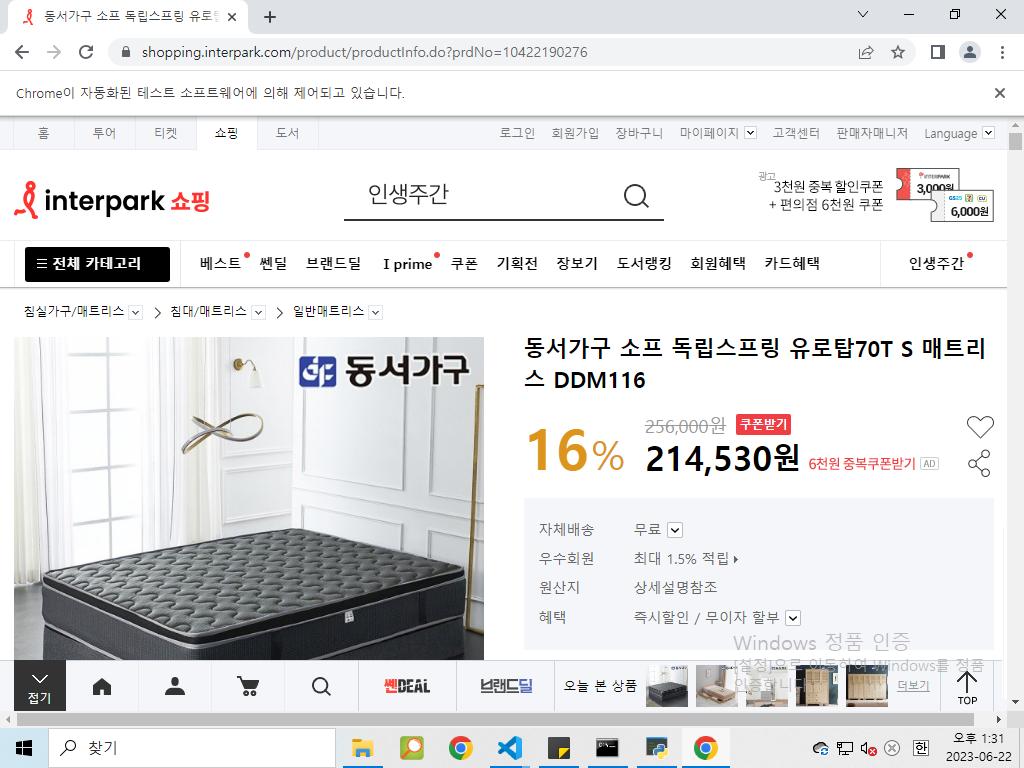 동서가구 소프 독립스프링 유로탑
shopping.interpark.com/product/productInfo.do?prdNo=10422190276
Chrome이 자동화된 테스트 소프트웨어에 의해 제어되고 있습니다.
홈 투어 티켓 쇼핑 도서 로그인 회원가입 장바구니 마이페이지 고객센터 판매자매니저 Language
interpark 쇼핑 인생주간
광고
3천원 중복 할인쿠폰
+ 편의점 6천원 쿠폰
INTERPARK
3,000원
GS25 CU
6,000원
전체 카테고리 베스트 쎈딜 브랜드딜 I prime 쿠폰 기획전 장보기 도서랭킹 회원혜택 카드혜택 인생주간
침실가구/매트리스 침대/매트리스 일반매트리스
동서가구
동서가구 소프 독립스프링 유로탑70T S 매트리
스 DDM116
16% 256,000원 쿠폰받기
214,530원 6천원 중복쿠폰받기 AD
자체배송 무료
우수회원 최대 1.5% 적립
원산지 상세설명참조
혜택 즉시할인 / 무이자 할부
Windows 정품 인증
[설정]으로 이동하여 Windows를 정품
인증합니다
접기 쎈DEAL 브랜드딜 오늘 본 상품 더보기 TOP
찾기
한
오후 1:31
2023-06-22